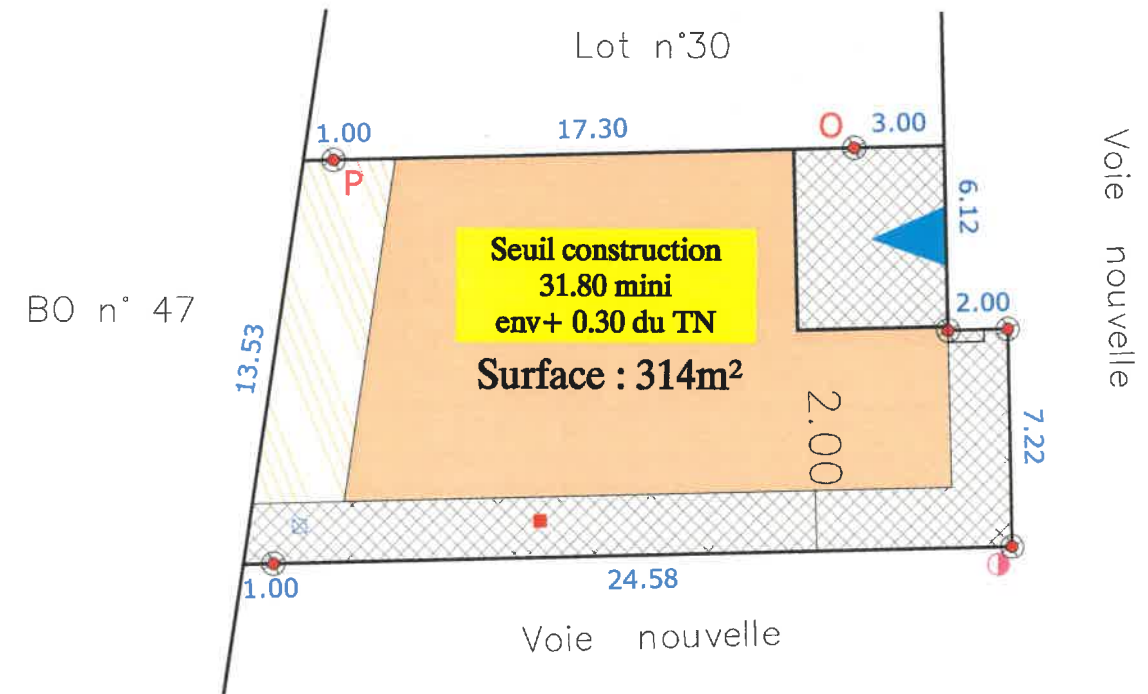 Lot n°30
1.00
17.30
O
3.00
P
Voie nouvelle
6.12
Seuil construction
31.80 mini
env+ 0.30 du TN
BO n° 47
2.00
13.53
Surface : 314m²
2.00
7.22
1.00
24.58
Voie nouvelle